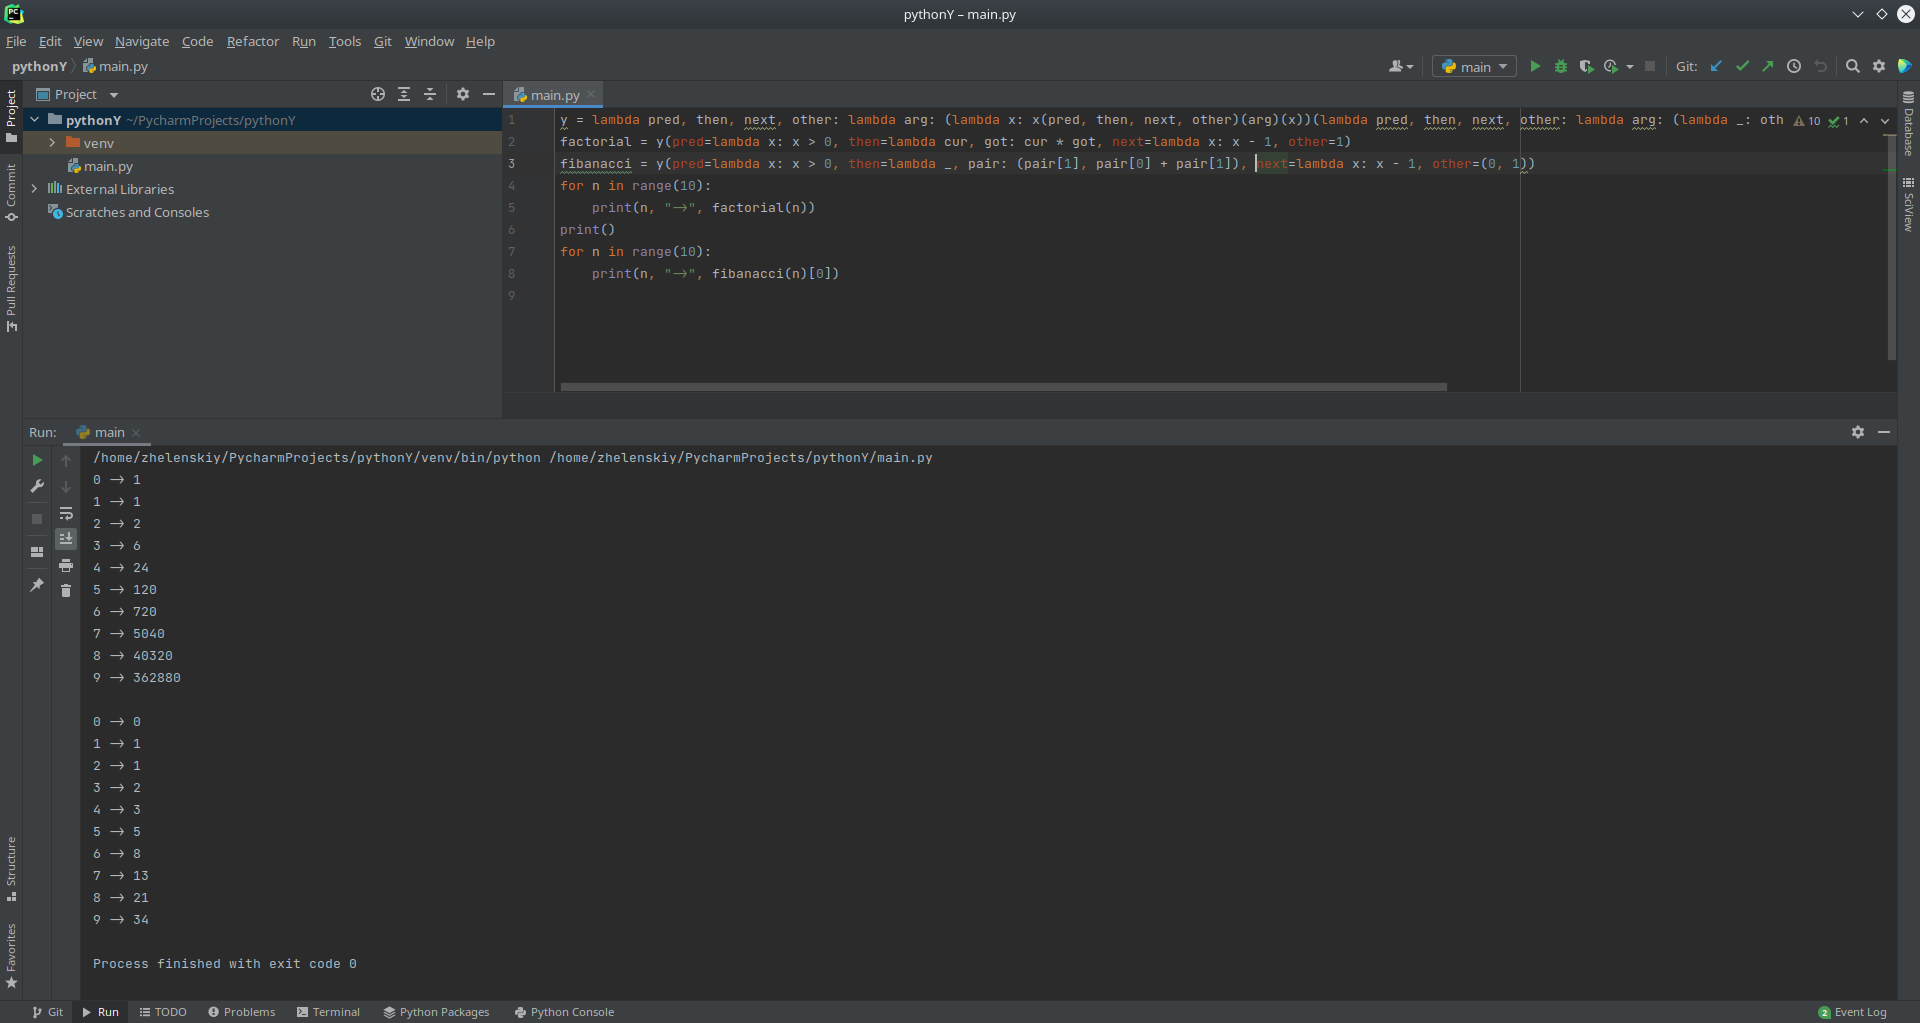 pythonY – main.py
File Edit View Navigate Code Refactor Run Tools Git Window Help
pythonY main.py
main
Git:
Project
main.py
pythonY ~/PycharmProjects/pythonY
venv
main.py
External Libraries
Scratches and Consoles
Project
Commit
Pull Requests
Structure
Favorites
Database
SciView
1 y = lambda pred, then, next, other: lambda arg: (lambda x: x(pred, then, next, other)(arg)(x))(lambda pred, then, next, other: lambda arg: (lambda _: oth
10 1
2 factorial = y(pred=lambda x: x > 0, then=lambda cur, got: cur * got, next=lambda x: x - 1, other=1)
3 fibanacci = y(pred=lambda x: x > 0, then=lambda _, pair: (pair[1], pair[0] + pair[1]), next=lambda x: x - 1, other=(0, 1))
4 for n in range(10):
5 print(n, "->", factorial(n))
6 print()
7 for n in range(10):
8 print(n, "->", fibanacci(n)[0])
9
Run: main
/home/zhelenskiy/PycharmProjects/pythonY/venv/bin/python /home/zhelenskiy/PycharmProjects/pythonY/main.py
0 -> 1
1 -> 1
2 -> 2
3 -> 6
4 -> 24
5 -> 120
6 -> 720
7 -> 5040
8 -> 40320
9 -> 362880
0 -> 0
1 -> 1
2 -> 1
3 -> 2
4 -> 3
5 -> 5
6 -> 8
7 -> 13
8 -> 21
9 -> 34
Process finished with exit code 0
Git Run TODO Problems Terminal Python Packages Python Console
2 Event Log